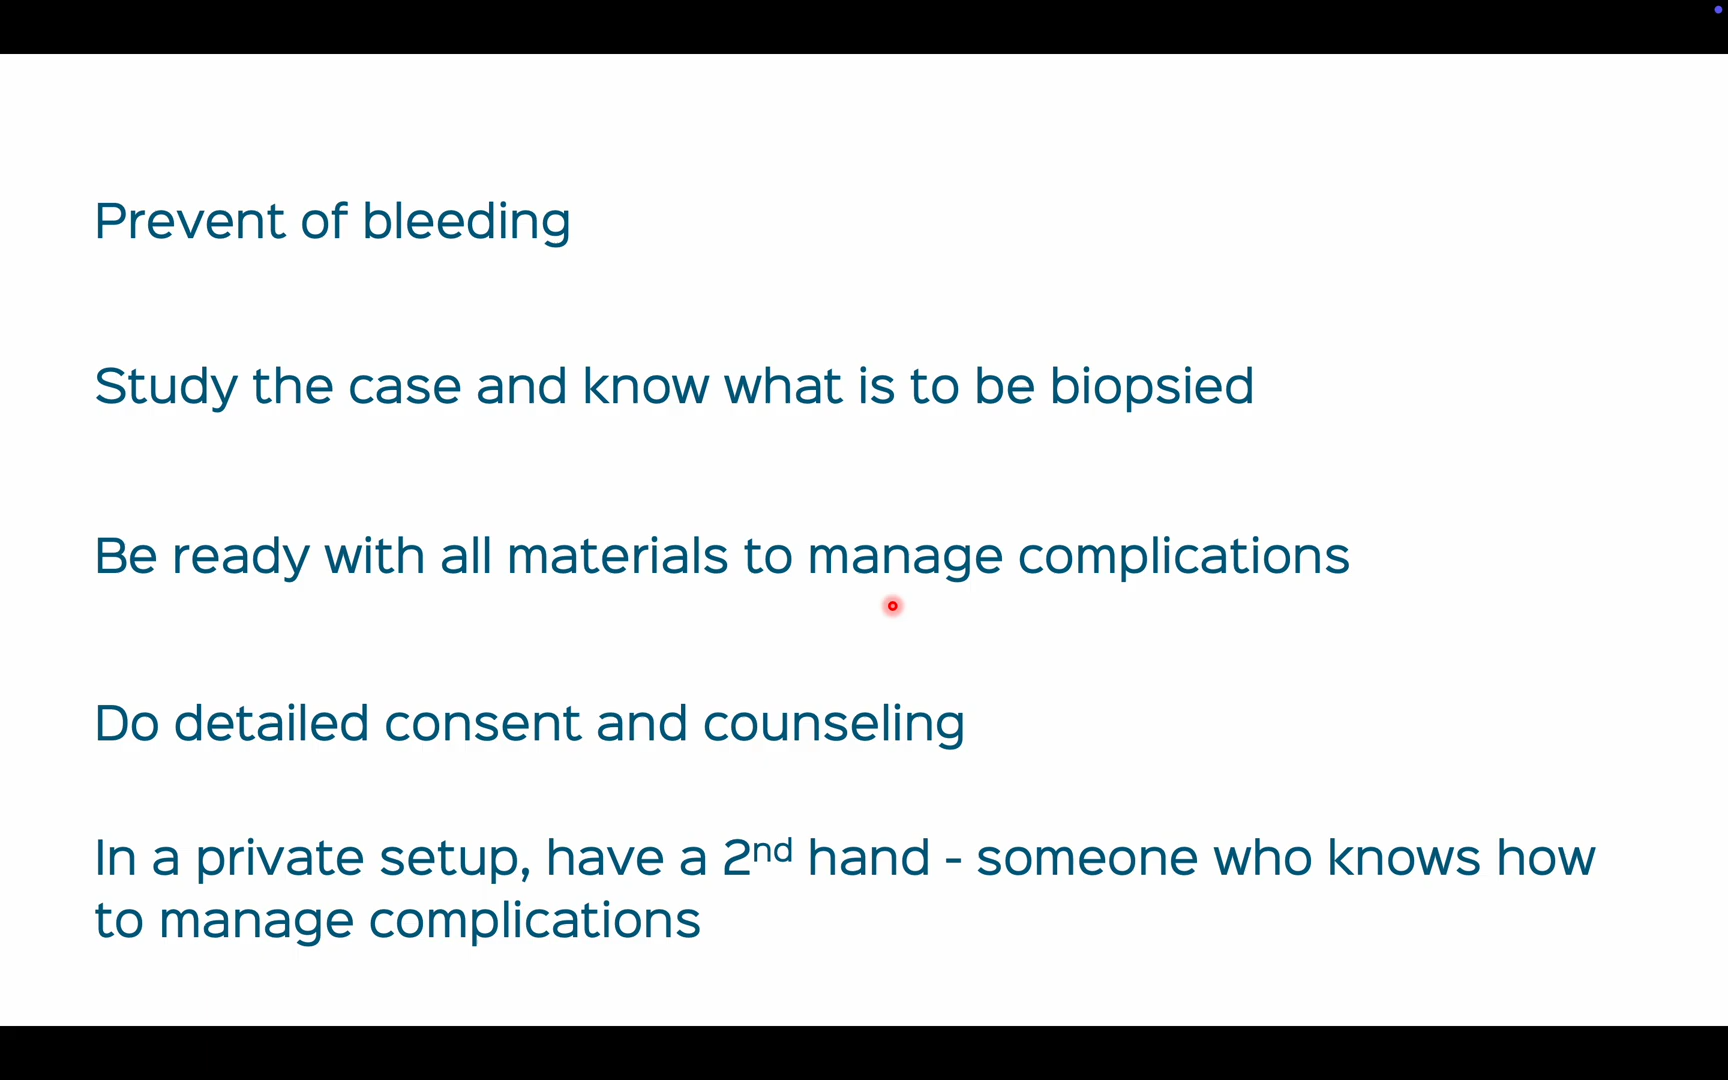 Prevent of bleeding
Study the case and know what is to be biopsied
Be ready with all materials to manage complications
Do detailed consent and counseling
In a private setup, have a 2nd hand - someone who knows how
to manage complications